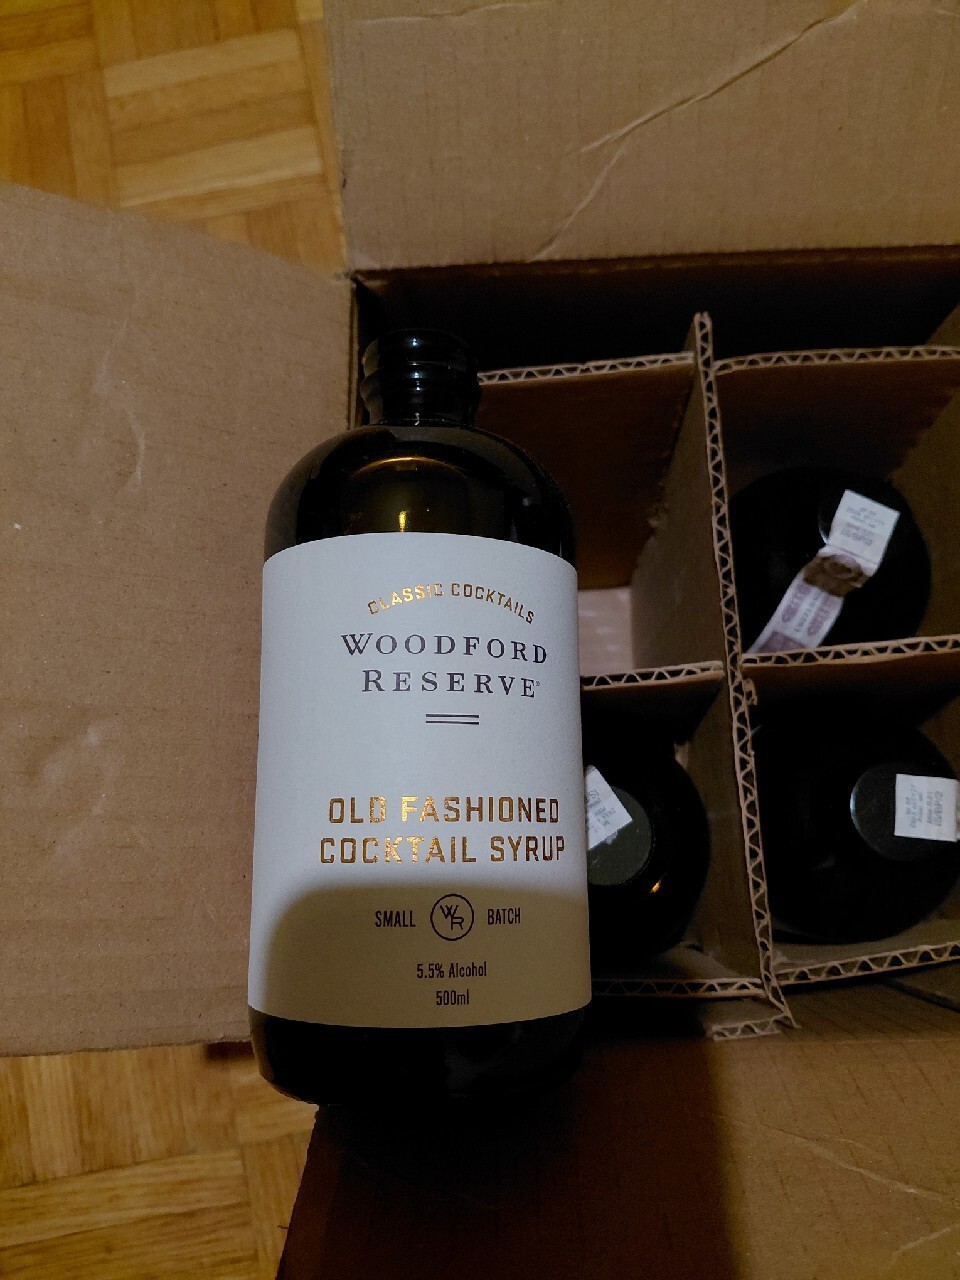 CLASSIC COCKTAILS
WOODFORD
RESERVE®
OLD FASHIONED
COCKTAIL SYRUP
SMALL WR BATCH
5.5% Alcohol
500ml